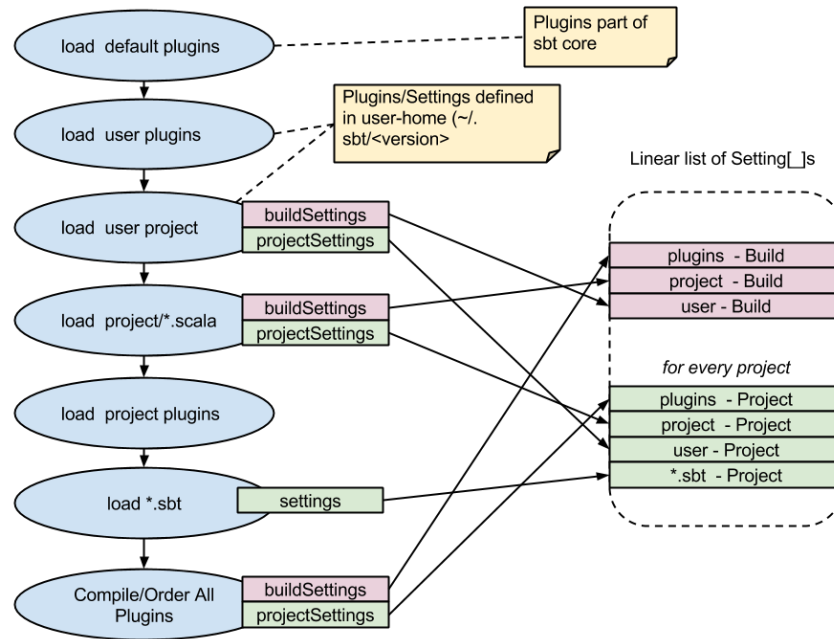 load default plugins
Plugins part of
sbt core
load user plugins
Plugins/Settings defined
in user-home (~/.
sbt/<version>
Linear list of Setting[_]s
load user project
buildSettings
projectSettings
plugins - Build
project - Build
user - Build
load project/*.scala
buildSettings
projectSettings
for every project
plugins - Project
project - Project
user - Project
*.sbt - Project
load project plugins
load *.sbt
settings
Compile/Order All
Plugins
buildSettings
projectSettings